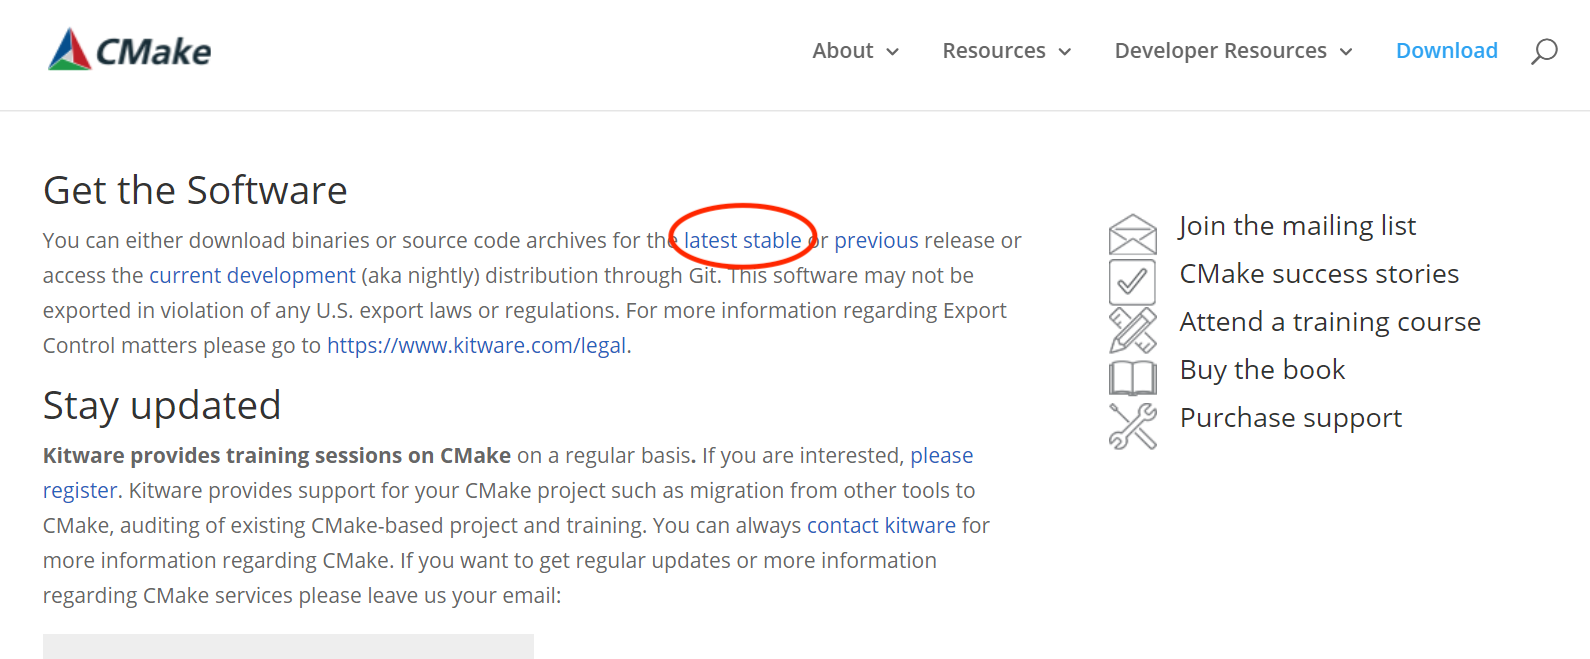 CMake
About
Resources
Developer Resources
Download
Get the Software
You can either download binaries or source code archives for the latest stable or previous release or
access the current development (aka nightly) distribution through Git. This software may not be
exported in violation of any U.S. export laws or regulations. For more information regarding Export
Control matters please go to https://www.kitware.com/legal.
Stay updated
Kitware provides training sessions on CMake on a regular basis. If you are interested, please
register. Kitware provides support for your CMake project such as migration from other tools to
CMake, auditing of existing CMake-based project and training. You can always contact kitware for
more information regarding CMake. If you want to get regular updates or more information
regarding CMake services please leave us your email:
Join the mailing list
CMake success stories
Attend a training course
Buy the book
Purchase support